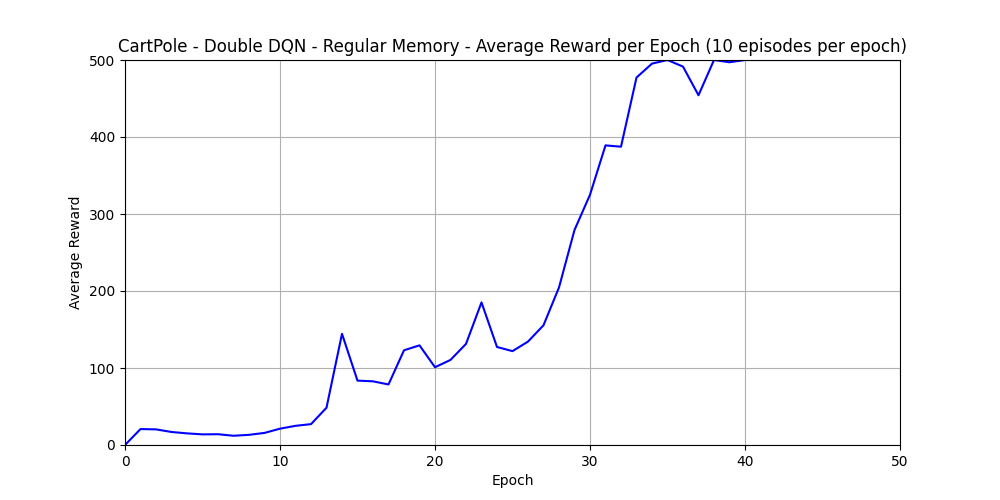 CartPole - Double DQN - Regular Memory - Average Reward per Epoch (10 episodes per epoch)
500
400
300
200
100
0
Average Reward
0 10 20 30 40 50
Epoch